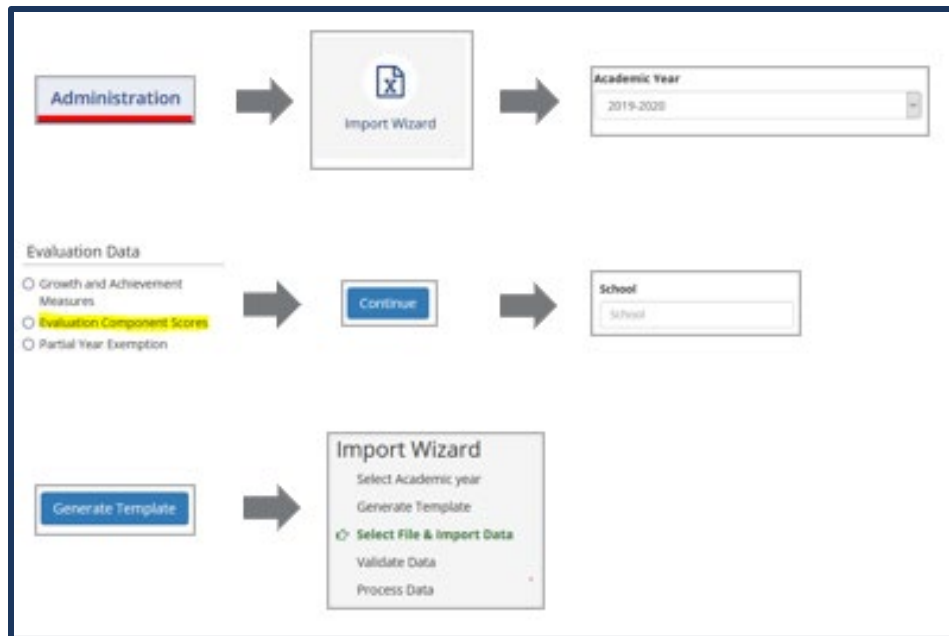 Administration
Import Wizard
Academic Year
2019-2020
Evaluation Data
Growth and Achievement
Measures
Evaluation Component Scores
Partial Year Exemption
Continue
School
School
Generate Template
Import Wizard
Select Academic year
Generate Template
Select File & Import Data
Validate Data
Process Data